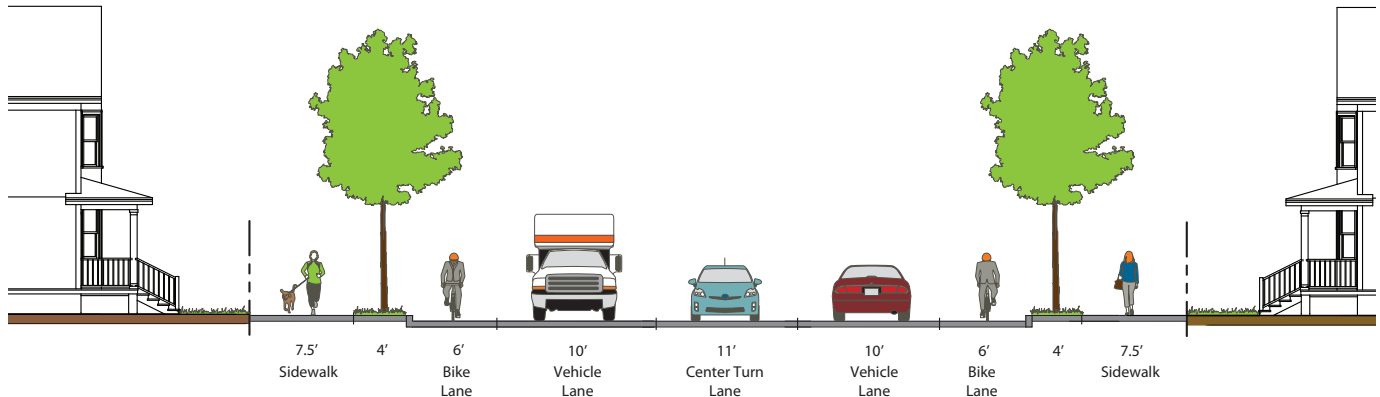 7.5’ 4’ 6’ 10’ 11’ 10’ 6’ 4’ 7.5’
Sidewalk Bike Vehicle Center Turn Vehicle Bike Sidewalk
Lane Lane Lane Lane Lane